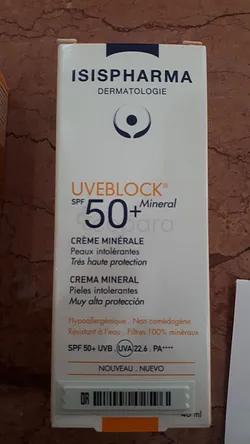 ISISPHARMA
DERMATOLOGIE
UVEBLOCK®
SPF 50+ Mineral
CRÈME MINÉRALE
Peaux intolérantes
Très haute protection
CREMA MINERAL
Pieles intolerantes
Muy alta protección
Hypoallergénique . Non comédogène
Résistant à l'eau . Filtres 100% minéraux
SPF 50+ UVB UVA 22.6 PA++++
NOUVEAU . NUEVO
40 ml